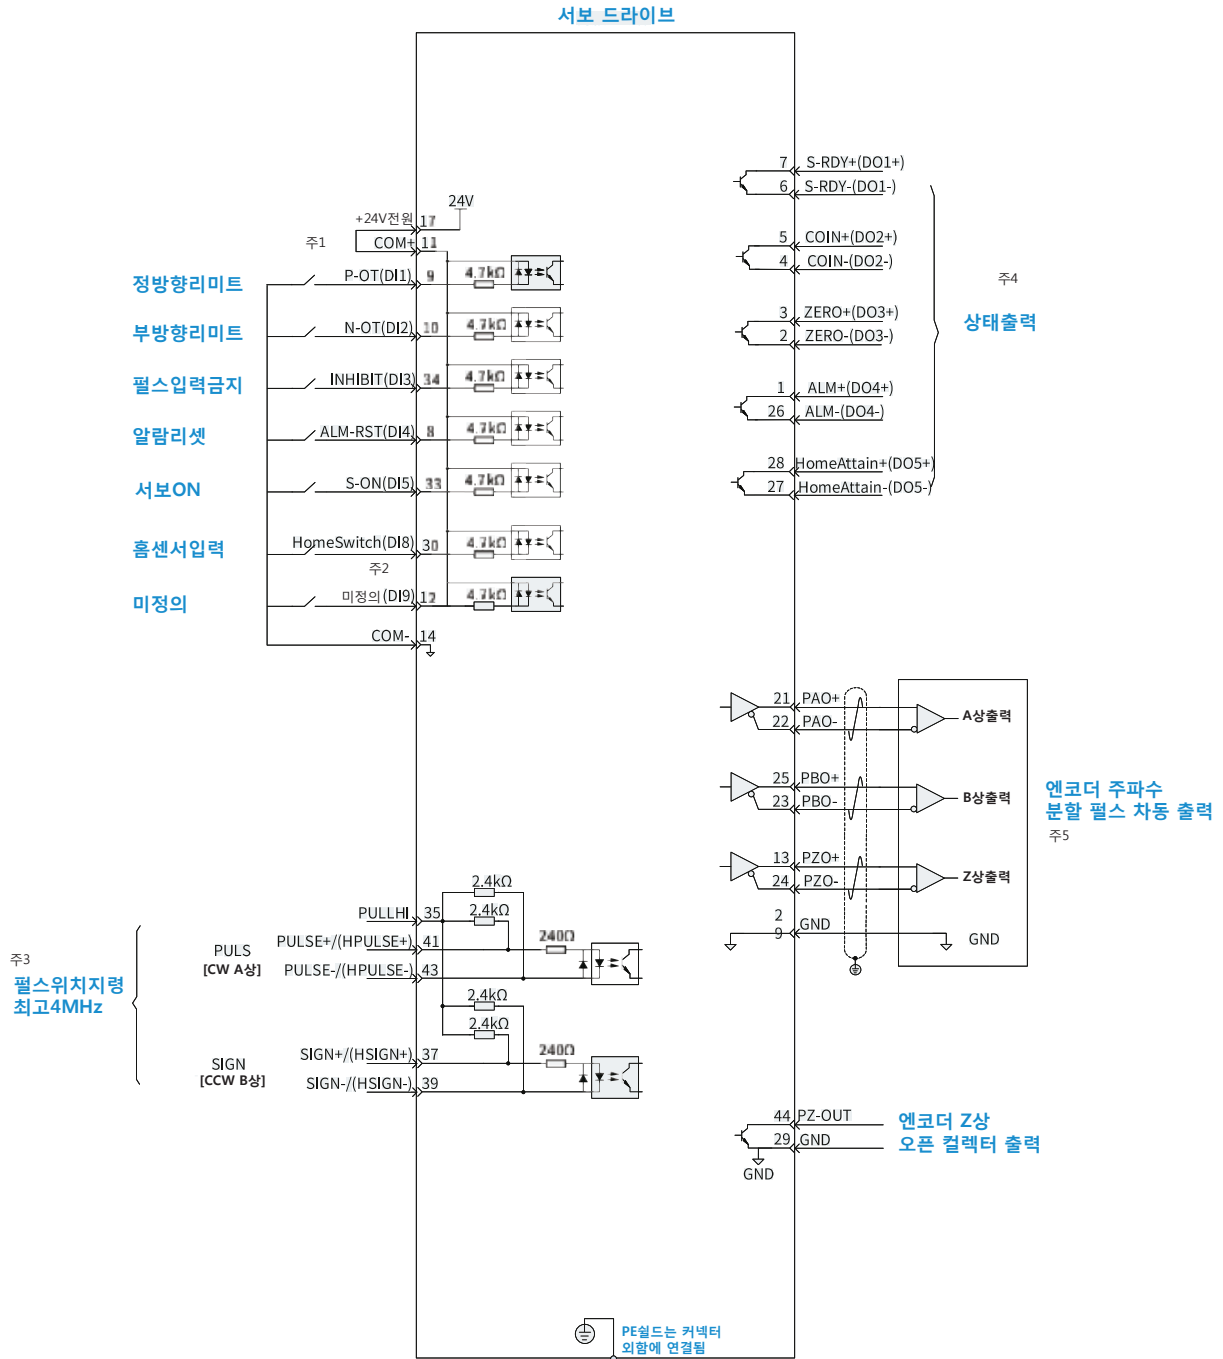 서보 드라이브
24V
+24V전원 17
주1
COM+ 11
정방향리미트
P-OT(DI1) 9
4.7kΩ
부방향리미트
N-OT(DI2) 10
4.7kΩ
펄스입력금지
INHIBIT(DI3) 34
4.7kΩ
알람리셋
ALM-RST(DI4) 8
4.7kΩ
서보ON
S-ON(DI5) 33
4.7kΩ
홈센서입력
HomeSwitch(DI8) 30
4.7kΩ
주2
미정의
미정의(DI9) 12
4.7kΩ
COM- 14
7 S-RDY+(DO1+)
6 S-RDY-(DO1-)
5 COIN+(DO2+)
4 COIN-(DO2-)
3 ZERO+(DO3+)
2 ZERO-(DO3-)
1 ALM+(DO4+)
26 ALM-(DO4-)
28 HomeAttain+(DO5+)
27 HomeAttain-(DO5-)
주4
상태출력
21 PAO+
22 PAO-
A상출력
25 PBO+
23 PBO-
B상출력
13 PZO+
24 PZO-
Z상출력
2
9 GND
GND
엔코더 주파수
분할 펄스 차동 출력
주5
2.4kΩ
PULLHI 35
2.4kΩ
PULSE+/(HPULSE+) 41
240Ω
PULSE-/(HPULSE-) 43
PULS
[CW A상]
주3
펄스위치지령
최고4MHz
2.4kΩ
2.4kΩ
SIGN+/(HSIGN+) 37
240Ω
SIGN-/(HSIGN-) 39
SIGN
[CCW B상]
44 PZ-OUT
29 GND
GND
엔코더 Z상
오픈 컬렉터 출력
PE쉴드는 커넥터
외함에 연결됨